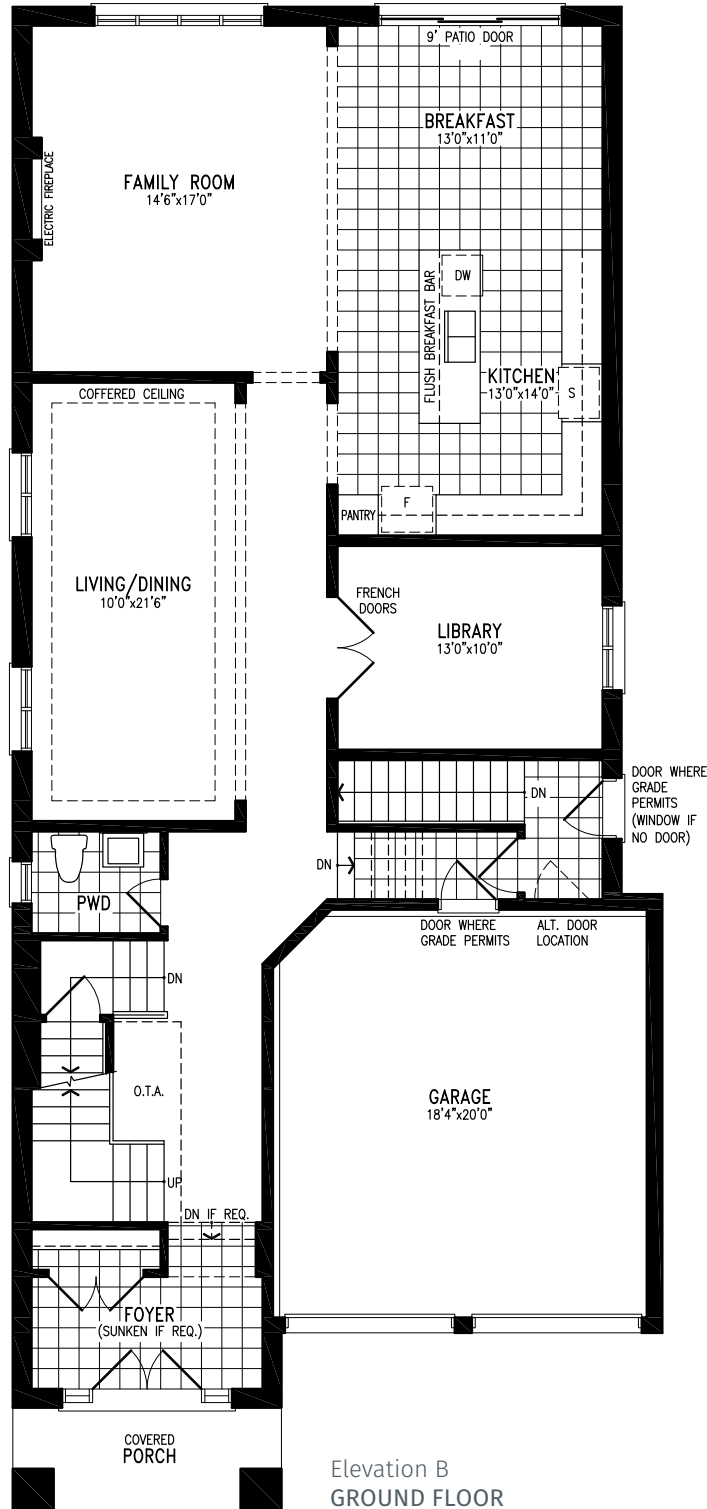 9' PATIO DOOR
BREAKFAST
13'0"x11'0"
FAMILY ROOM
14'6"x17'0"
ELECTRIC FIREPLACE
DW
FLUSH BREAKFAST BAR
KITCHEN
13'0"x14'0"
S
COFFERED CEILING
F
PANTRY
LIVING/DINING
10'0"x21'6"
FRENCH
DOORS
LIBRARY
13'0"x10'0"
DN
DOOR WHERE
GRADE
PERMITS
(WINDOW IF
NO DOOR)
DN
PWD
DOOR WHERE
GRADE PERMITS
ALT. DOOR
LOCATION
DN
O.T.A.
GARAGE
18'4"x20'0"
UP
DN IF REQ.
FOYER
(SUNKEN IF REQ.)
COVERED
PORCH
Elevation B
GROUND FLOOR